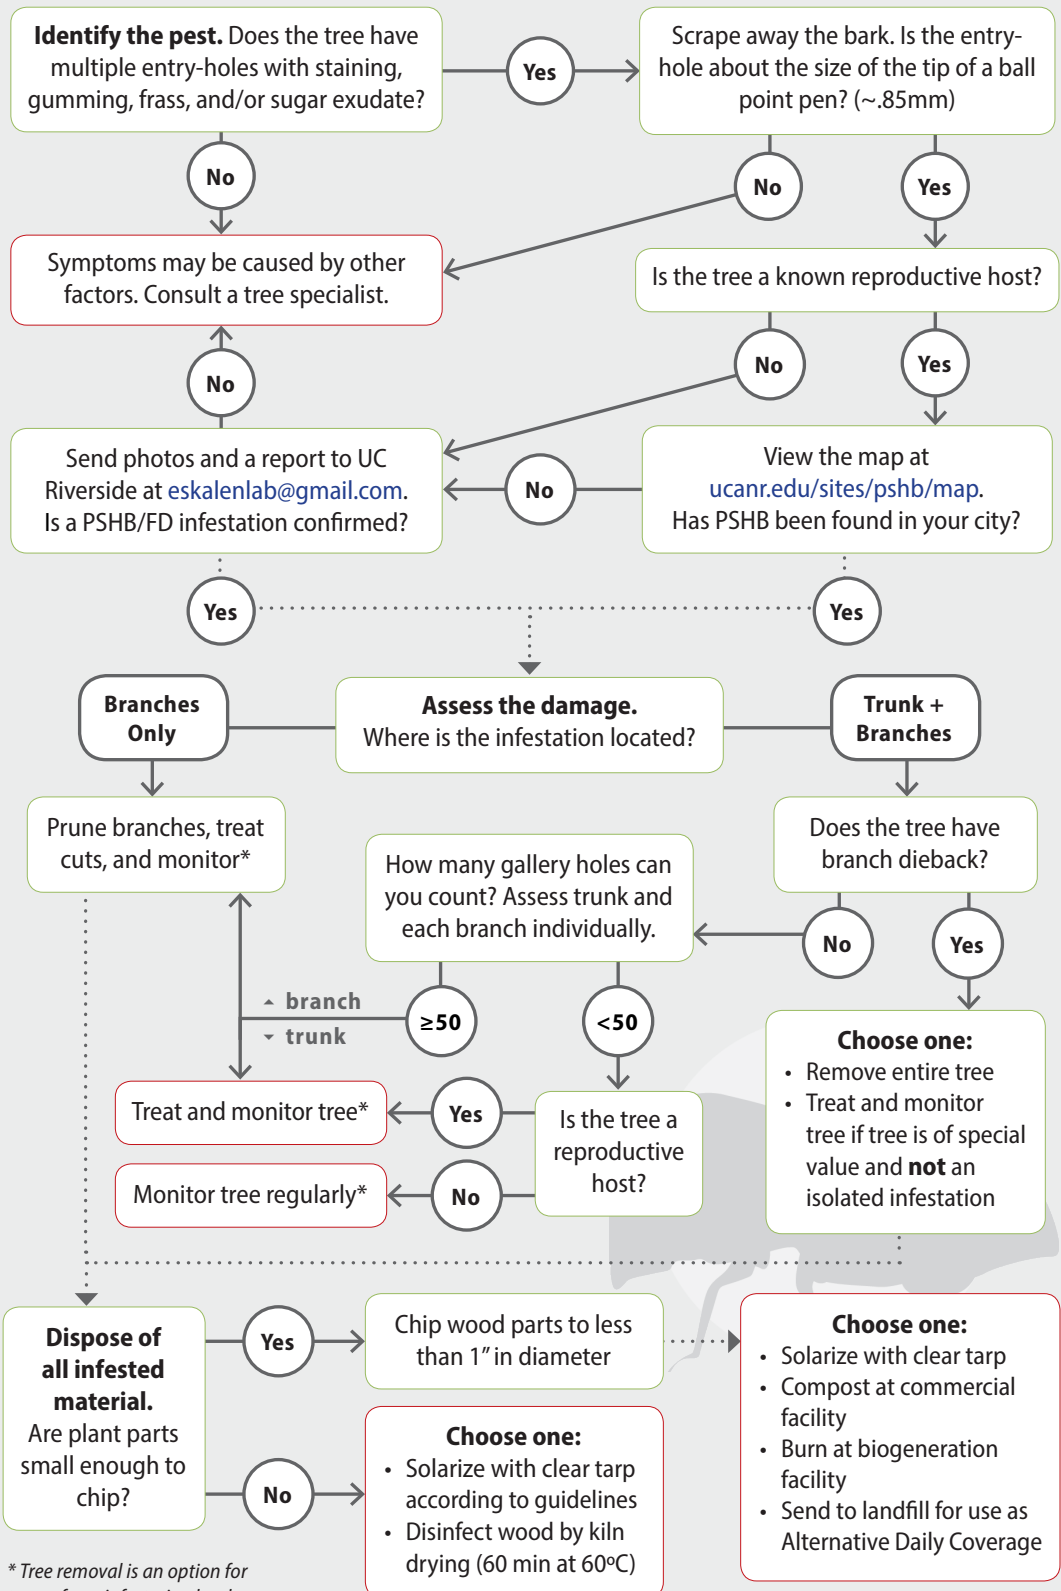 Identify the pest. Does the tree have
multiple entry-holes with staining,
gumming, frass, and/or sugar exudate?
Yes
Scrape away the bark. Is the entry-
hole about the size of the tip of a ball
point pen? (~.85mm)
No
No
Yes
Symptoms may be caused by other
factors. Consult a tree specialist.
Is the tree a known reproductive host?
No
No
Yes
Send photos and a report to UC
Riverside at eskalenlab@gmail.com.
Is a PSHB/FD infestation confirmed?
No
View the map at
ucanr.edu/sites/pshb/map.
Has PSHB been found in your city?
Yes
Yes
Branches
Only
Assess the damage.
Where is the infestation located?
Trunk +
Branches
Prune branches, treat
cuts, and monitor*
How many gallery holes can
you count? Assess trunk and
each branch individually.
Does the tree have
branch dieback?
No
Yes
branch
trunk
≥50
<50
Choose one:
• Remove entire tree
• Treat and monitor
tree if tree is of special
value and not an
isolated infestation
Treat and monitor tree*
Yes
Is the tree a
reproductive
host?
Monitor tree regularly*
No
Dispose of
all infested
material.
Are plant parts
small enough to
chip?
Yes
Chip wood parts to less
than 1” in diameter
Choose one:
• Solarize with clear tarp
• Compost at commercial
facility
• Burn at biogeneration
facility
• Send to landfill for use as
Alternative Daily Coverage
No
Choose one:
• Solarize with clear tarp
according to guidelines
• Disinfect wood by kiln
drying (60 min at 60ºC)
* Tree removal is an option for